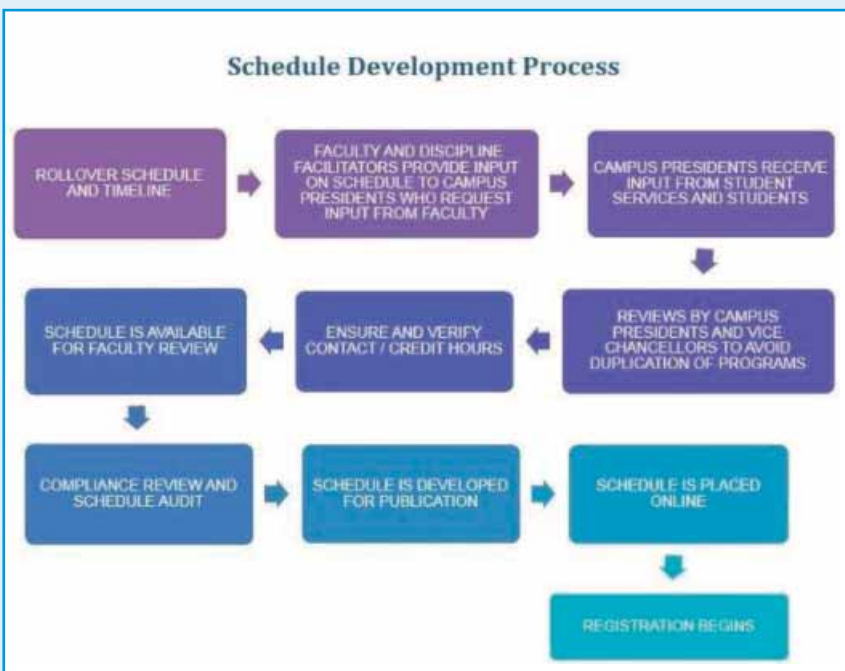 Schedule Development Process
ROLLOVER SCHEDULE
AND TIMELINE
FACULTY AND DISCIPLINE
FACILITATORS PROVIDE INPUT
ON SCHEDULE TO CAMPUS
PRESIDENTS WHO REQUEST
INPUT FROM FACULTY
CAMPUS PRESIDENTS RECEIVE
INPUT FROM STUDENT
SERVICES AND STUDENTS
REVIEWS BY CAMPUS
PRESIDENTS AND VICE
CHANCELLORS TO AVOID
DUPLICATION OF PROGRAMS
ENSURE AND VERIFY
CONTACT / CREDIT HOURS
SCHEDULE IS AVAILABLE
FOR FACULTY REVIEW
COMPLIANCE REVIEW AND
SCHEDULE AUDIT
SCHEDULE IS DEVELOPED
FOR PUBLICATION
SCHEDULE IS PLACED
ONLINE
REGISTRATION BEGINS